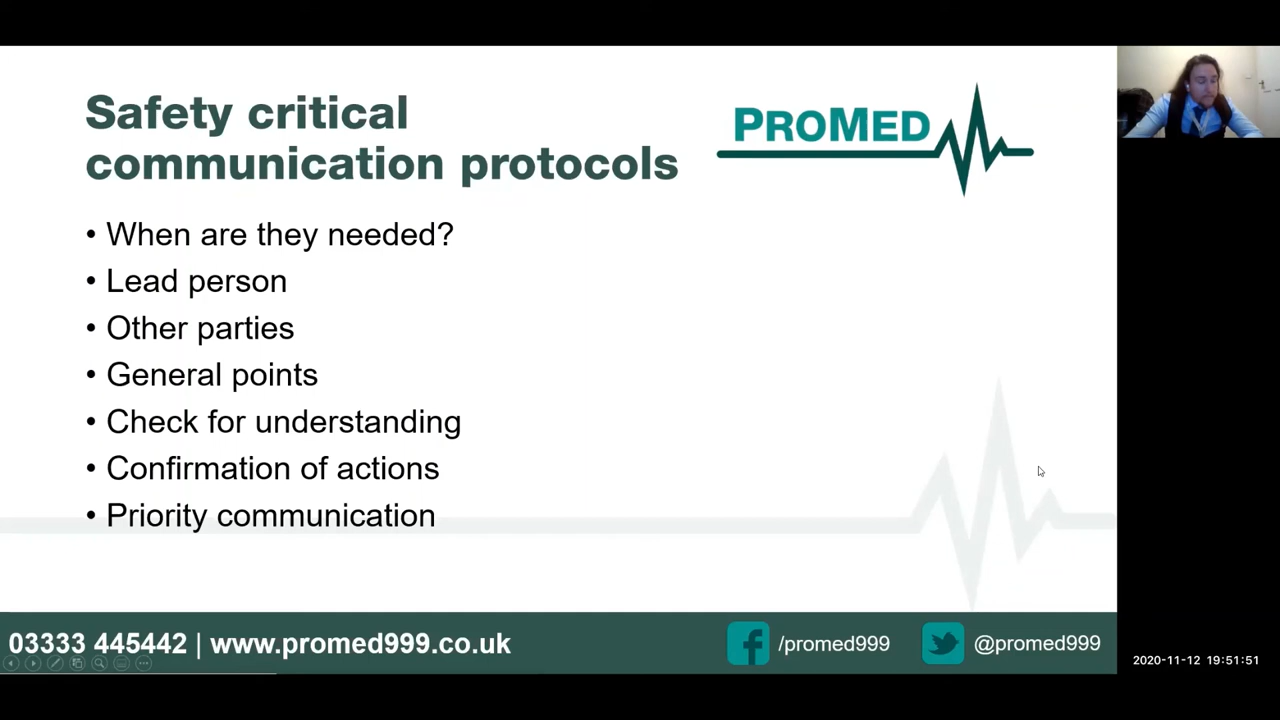 Safety critical
communication protocols
PROMED
• When are they needed?
• Lead person
• Other parties
• General points
• Check for understanding
• Confirmation of actions
• Priority communication
03333 445442 | www.promed999.co.uk
/promed999
@promed999
2020-11-12 19:51:51